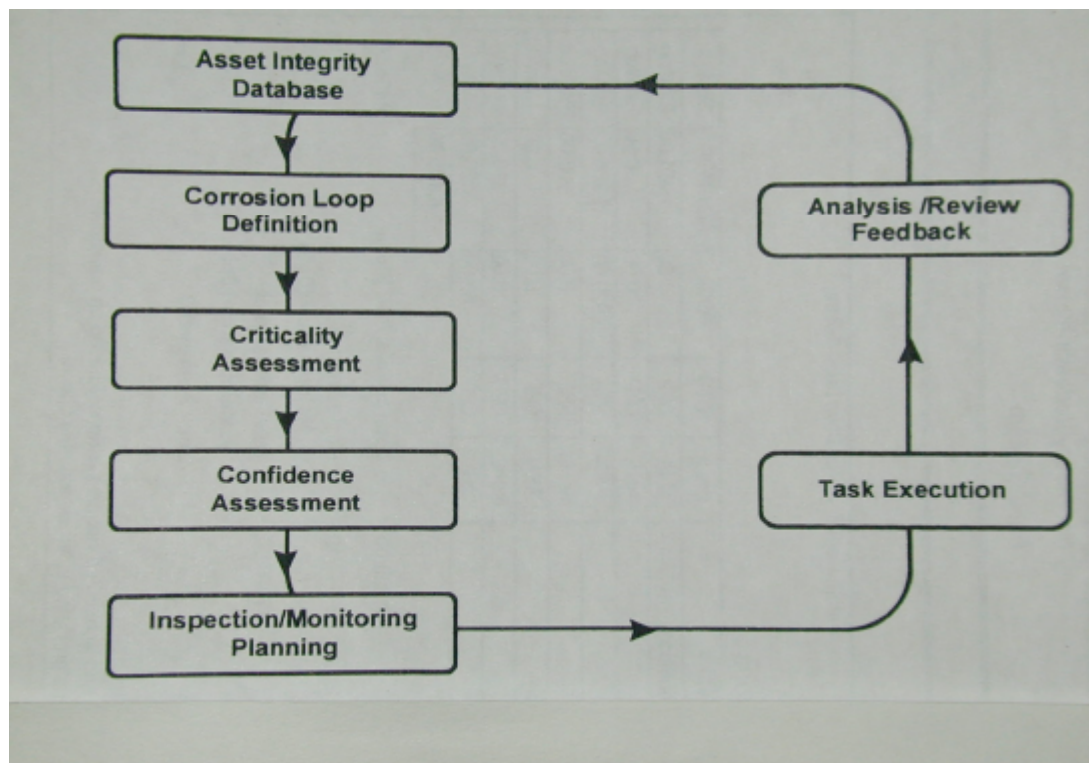 Asset Integrity
Database
Corrosion Loop
Definition
Criticality
Assessment
Confidence
Assessment
Inspection/Monitoring
Planning
Task Execution
Analysis /Review
Feedback